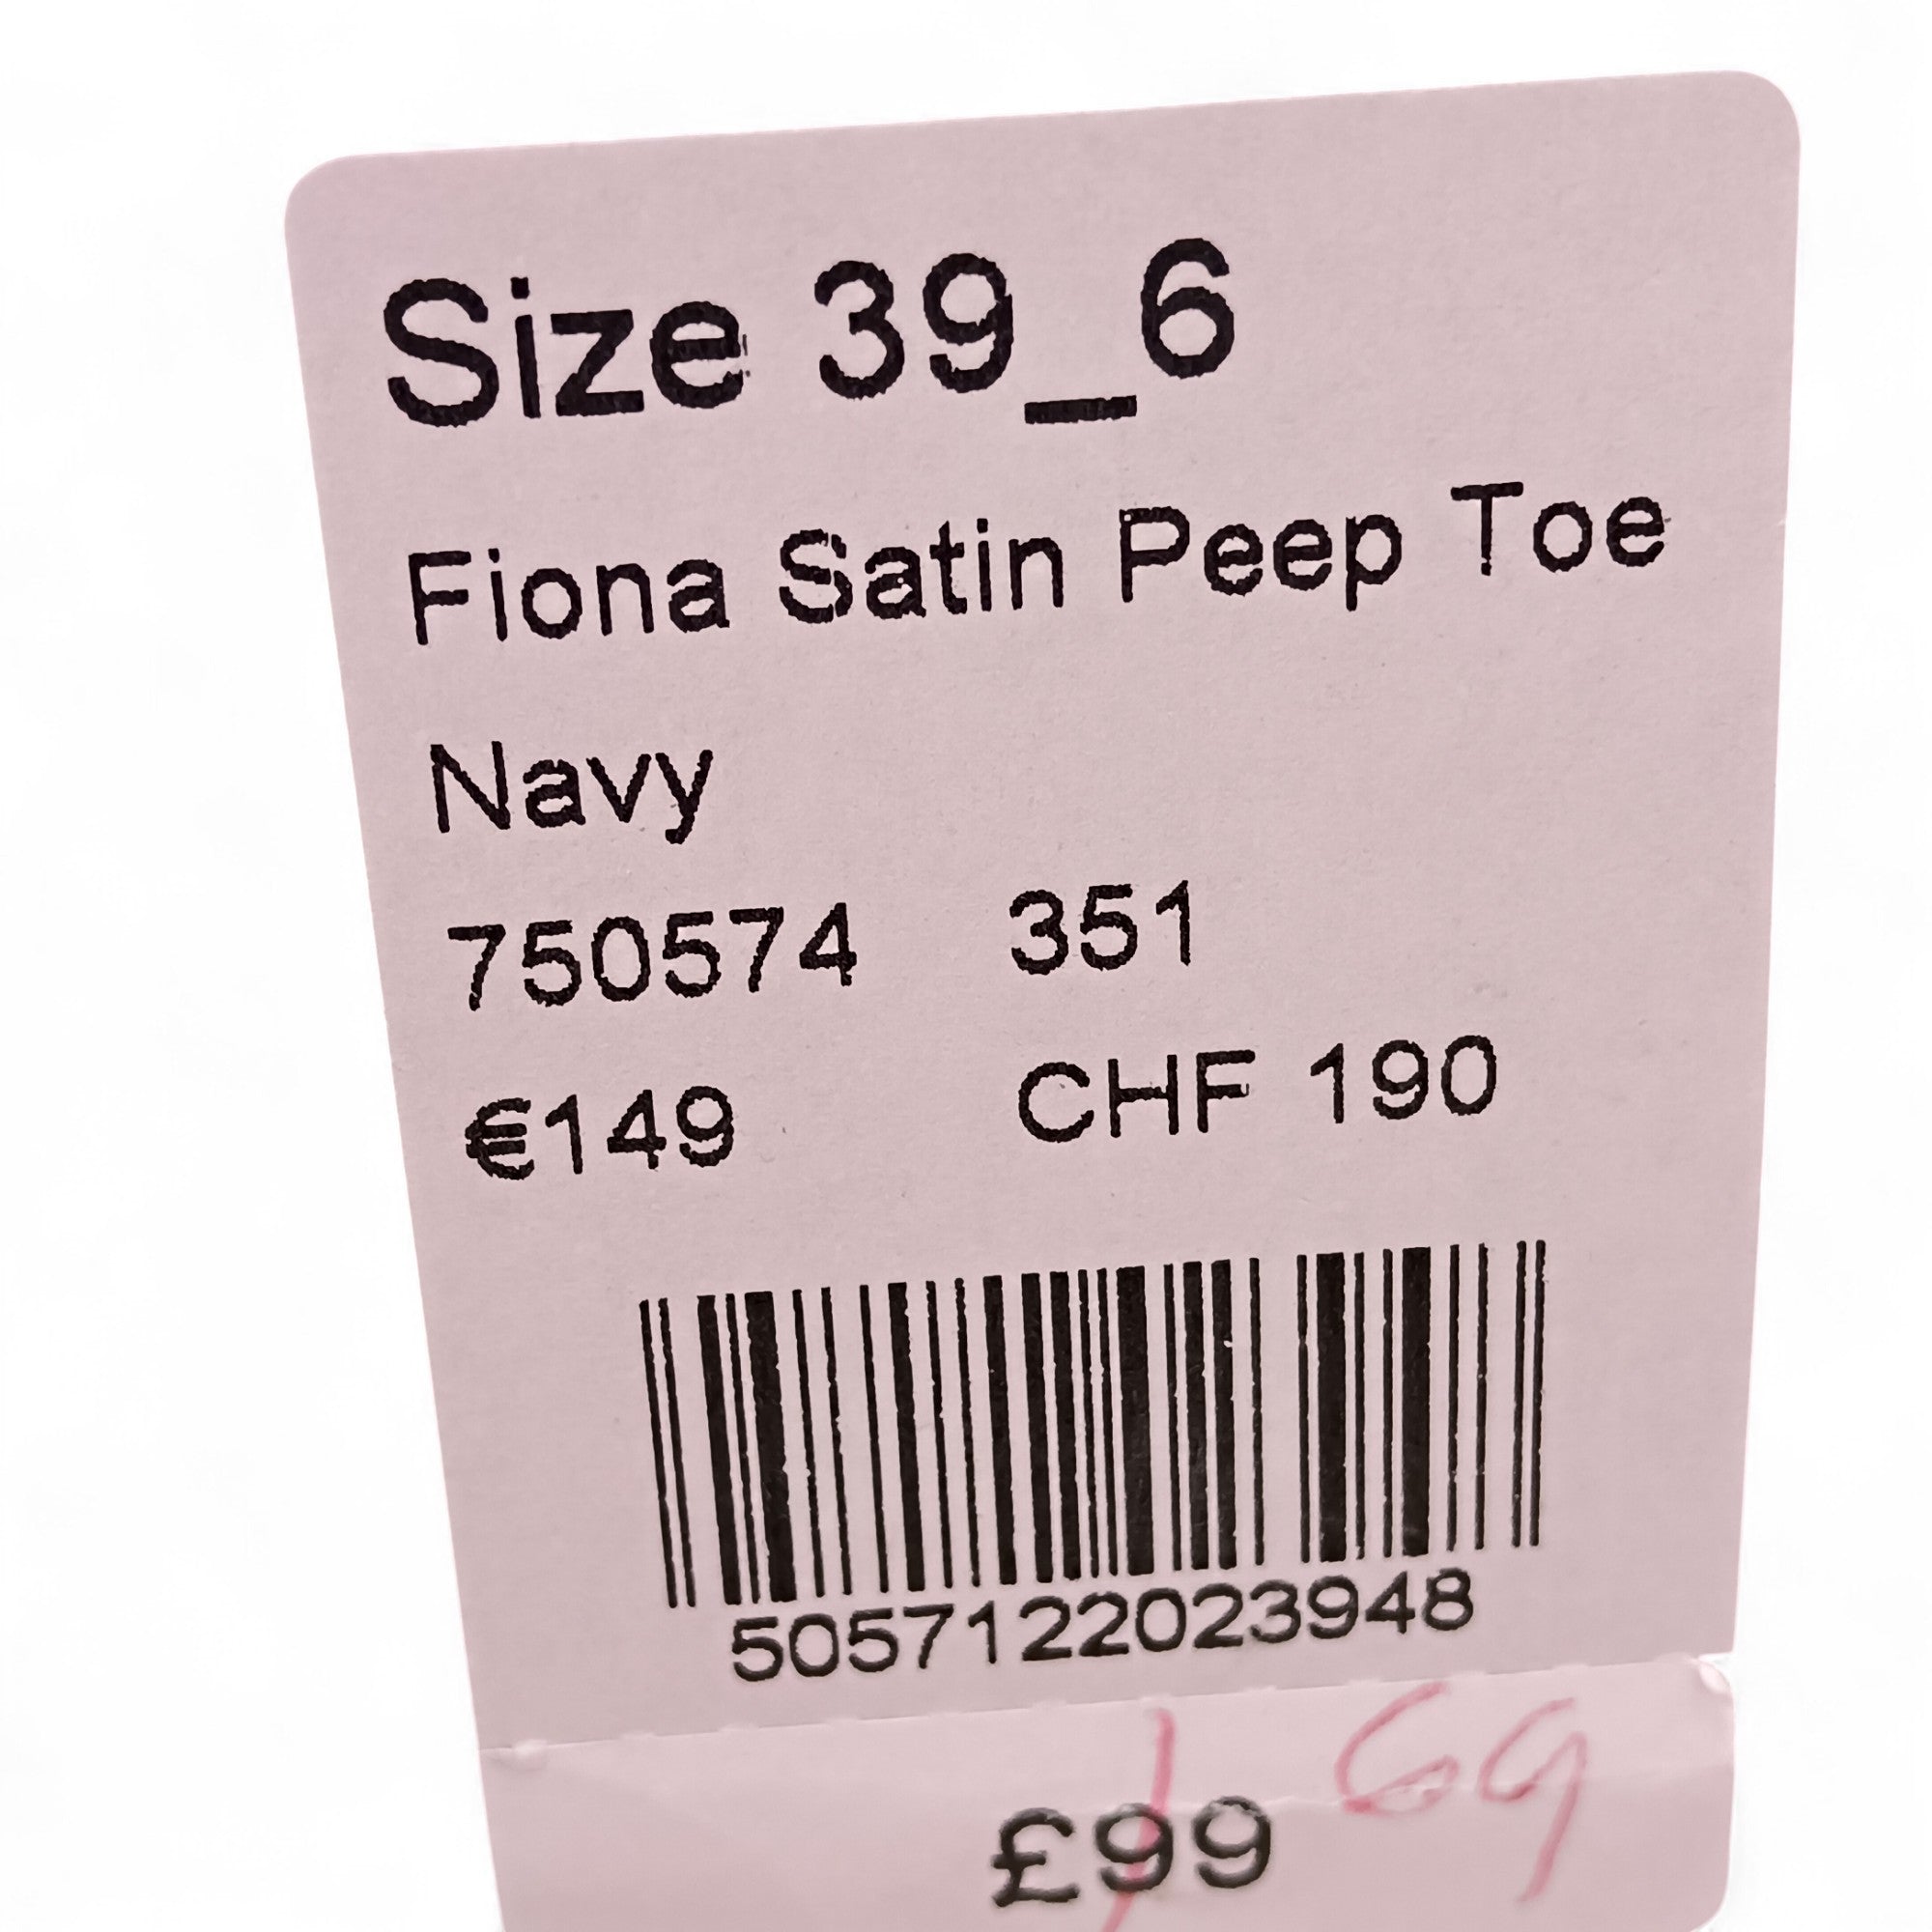 Size 39_6
Fiona Satin Peep Toe
Navy
750574 351
€149 CHF 190
5057122023948
69
£99